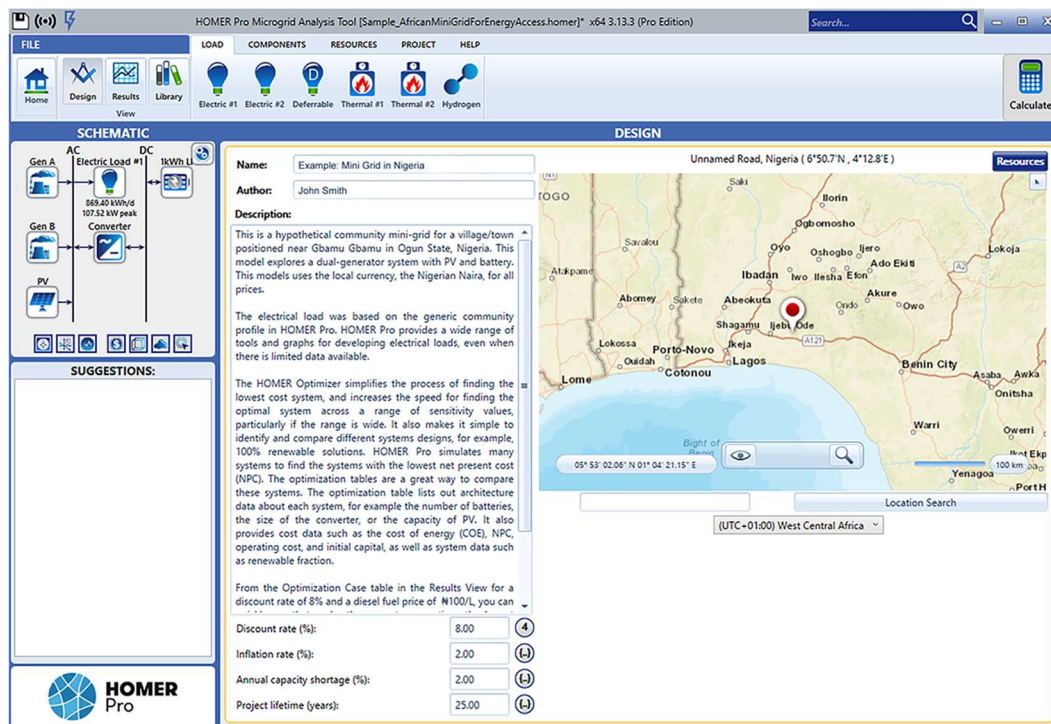 HOMER Pro Microgrid Analysis Tool [Sample_AfricanMiniGridForEnergyAccess.homer]* x64 3.13.3 (Pro Edition)
Search...
FILE
LOAD COMPONENTS RESOURCES PROJECT HELP
Home
Design
Results
Library
View
Electric #1
Electric #2
Deferrable
Thermal #1
Thermal #2
Hydrogen
Calculate
SCHEMATIC
DESIGN
AC DC
Gen A Electric Load #1 1kWh LI
869.40 kWh/d
107.52 kW peak
Gen B Converter
PV
SUGGESTIONS:
HOMER
Pro
Name: Example: Mini Grid in Nigeria
Author: John Smith
Description:
This is a hypothetical community mini-grid for a village/town
positioned near Gbamu Gbamu in Ogun State, Nigeria. This
model explores a dual-generator system with PV and battery.
This models uses the local currency, the Nigerian Naira, for all
prices.
The electrical load was based on the generic community
profile in HOMER Pro. HOMER Pro provides a wide range of
tools and graphs for developing electrical loads, even when
there is limited data available.
The HOMER Optimizer simplifies the process of finding the
lowest cost system, and increases the speed for finding the
optimal system across a range of sensitivity values,
particularly if the range is wide. It also makes it simple to
identify and compare different systems designs, for example,
100% renewable solutions. HOMER Pro simulates many
systems to find the systems with the lowest net present cost
(NPC). The optimization tables are a great way to compare
these systems. The optimization table lists out architecture
data about each system, for example the number of batteries,
the size of the converter, or the capacity of PV. It also
provides cost data such as the cost of energy (COE), NPC,
operating cost, and initial capital, as well as system data such
as renewable fraction.
From the Optimization Case table in the Results View for a
discount rate of 8% and a diesel fuel price of ₦100/L, you can
Discount rate (%): 8.00 4
Inflation rate (%): 2.00 {..}
Annual capacity shortage (%): 2.00 {..}
Project lifetime (years): 25.00 {..}
Unnamed Road, Nigeria ( 6°50.7'N , 4°12.8'E )
Resources
TOGO
Saki
Ilorin
Ogbomosho
Savalou
Oyo
Oshogbo
Ijero
Lokoja
Atakpame
Ibadan
Iwo
Ilesha
Efon
Ado Ekiti
A2
Abomey
Sakete
Abeokuta
Akure
Ondo
Owo
Shagamu
Ijebu Ode
A121
Lokossa
Porto-Novo
Ikeja
Ouidah
Lagos
Cotonou
Benin City
Lome
Asaba
Awka
Onitsha
Warri
Owerri
Bight of
Ikot Ekp
05° 53' 02.06" N 01° 04' 21.15" E
100 km
Yenagoa
Port H
Location Search
(UTC+01:00) West Central Africa